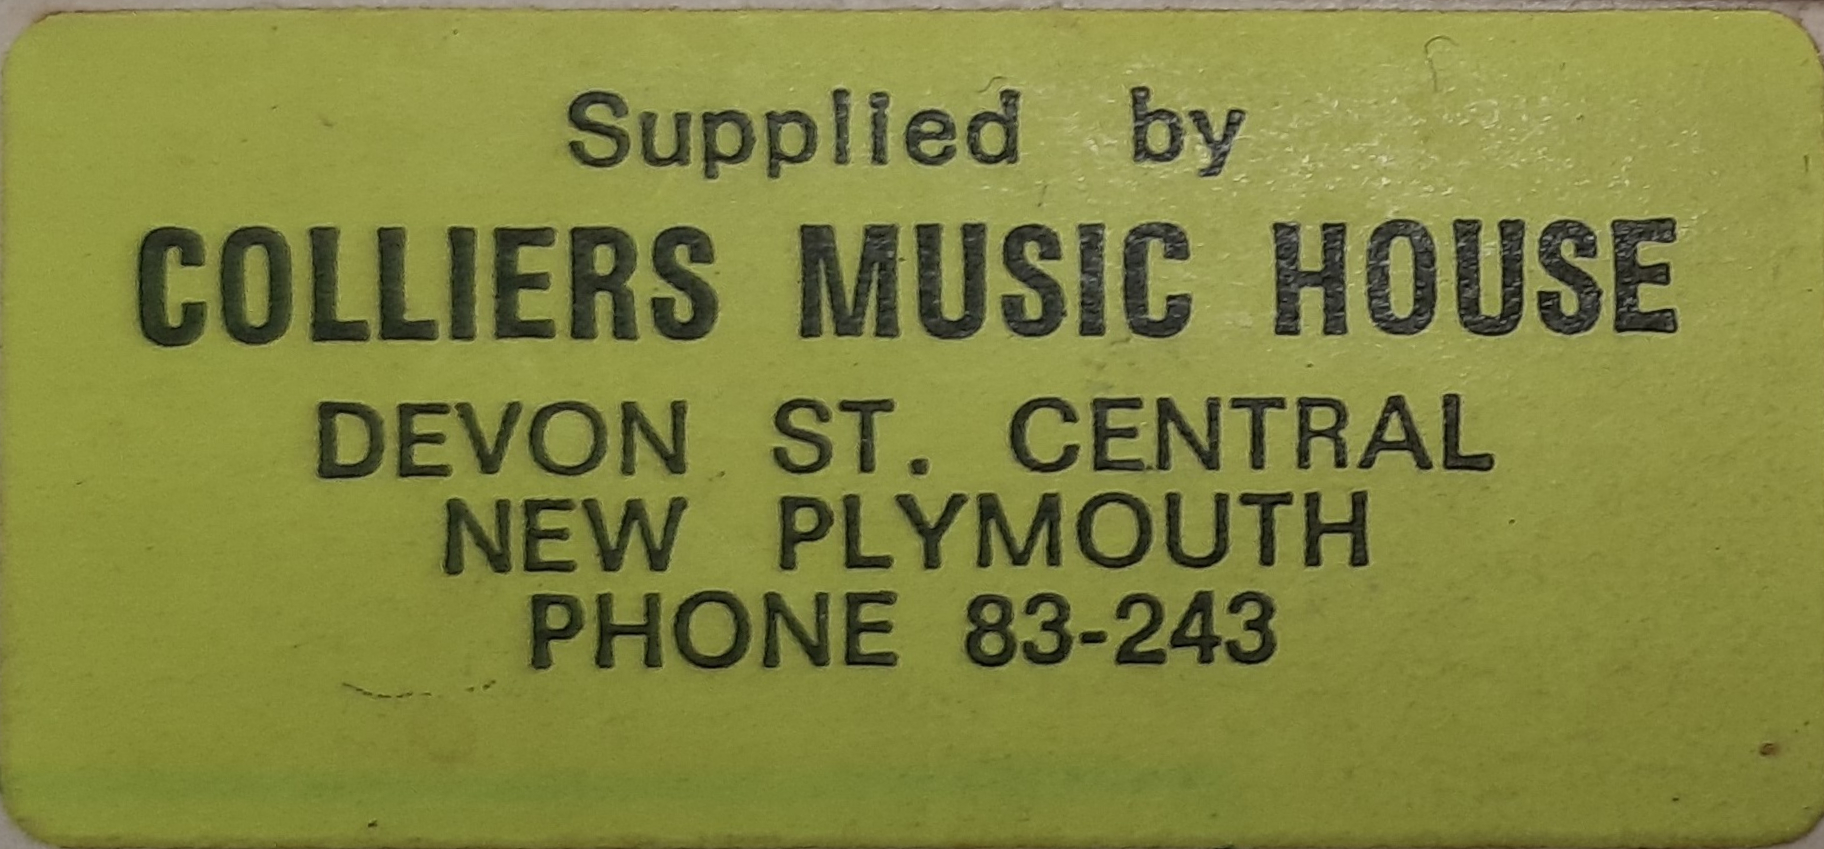 Supplied by
COLLIERS MUSIC HOUSE
DEVON ST. CENTRAL
NEW PLYMOUTH
PHONE 83-243